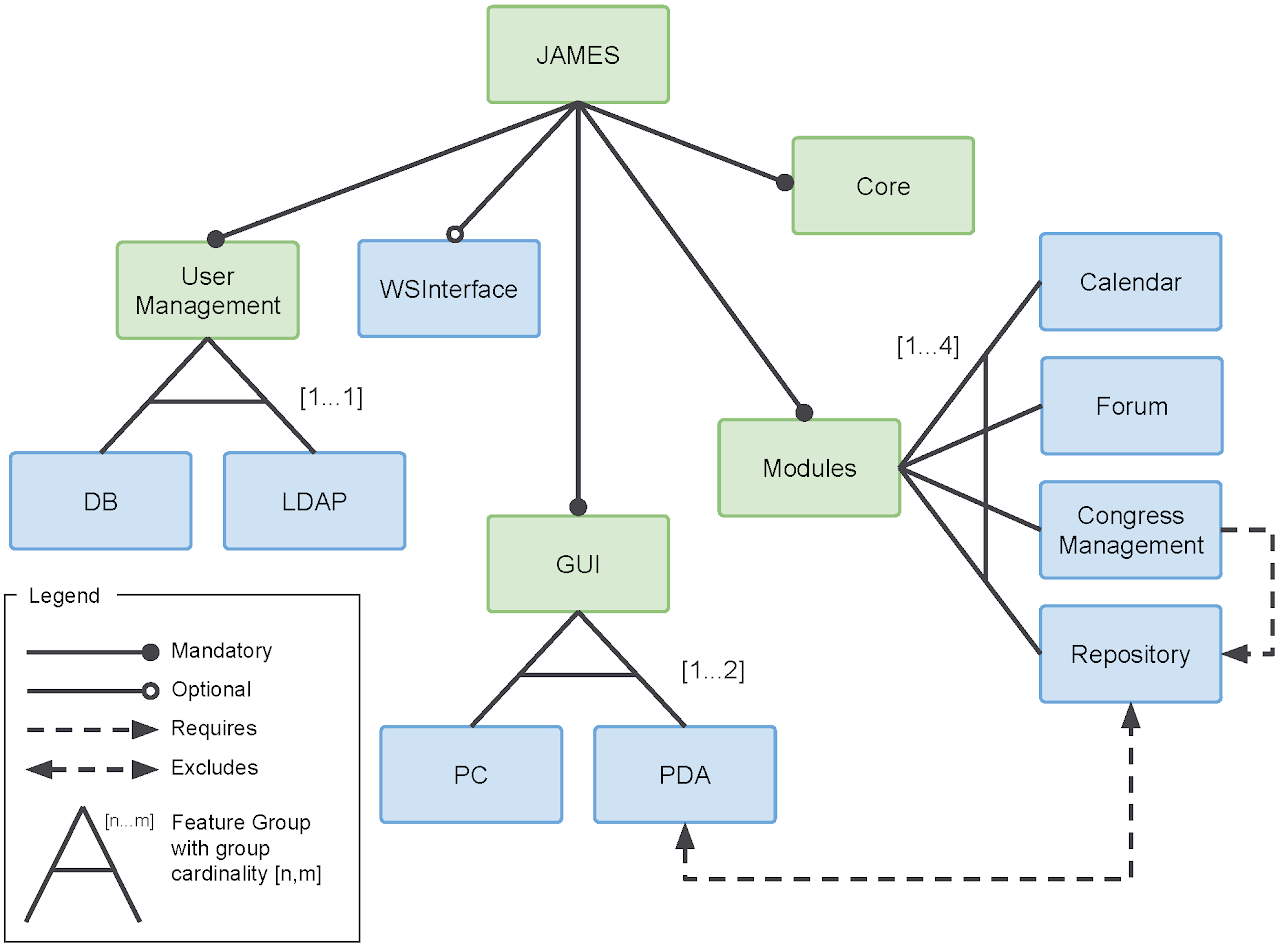 JAMES
Core
User
Management
WSInterface
Calendar
[1...4]
Forum
[1...1]
Modules
DB
LDAP
Congress
Management
GUI
Repository
[1...2]
PC
PDA
Legend
Mandatory
Optional
Requires
Excludes
[n...m]
Feature Group
with group
cardinality [n,m]